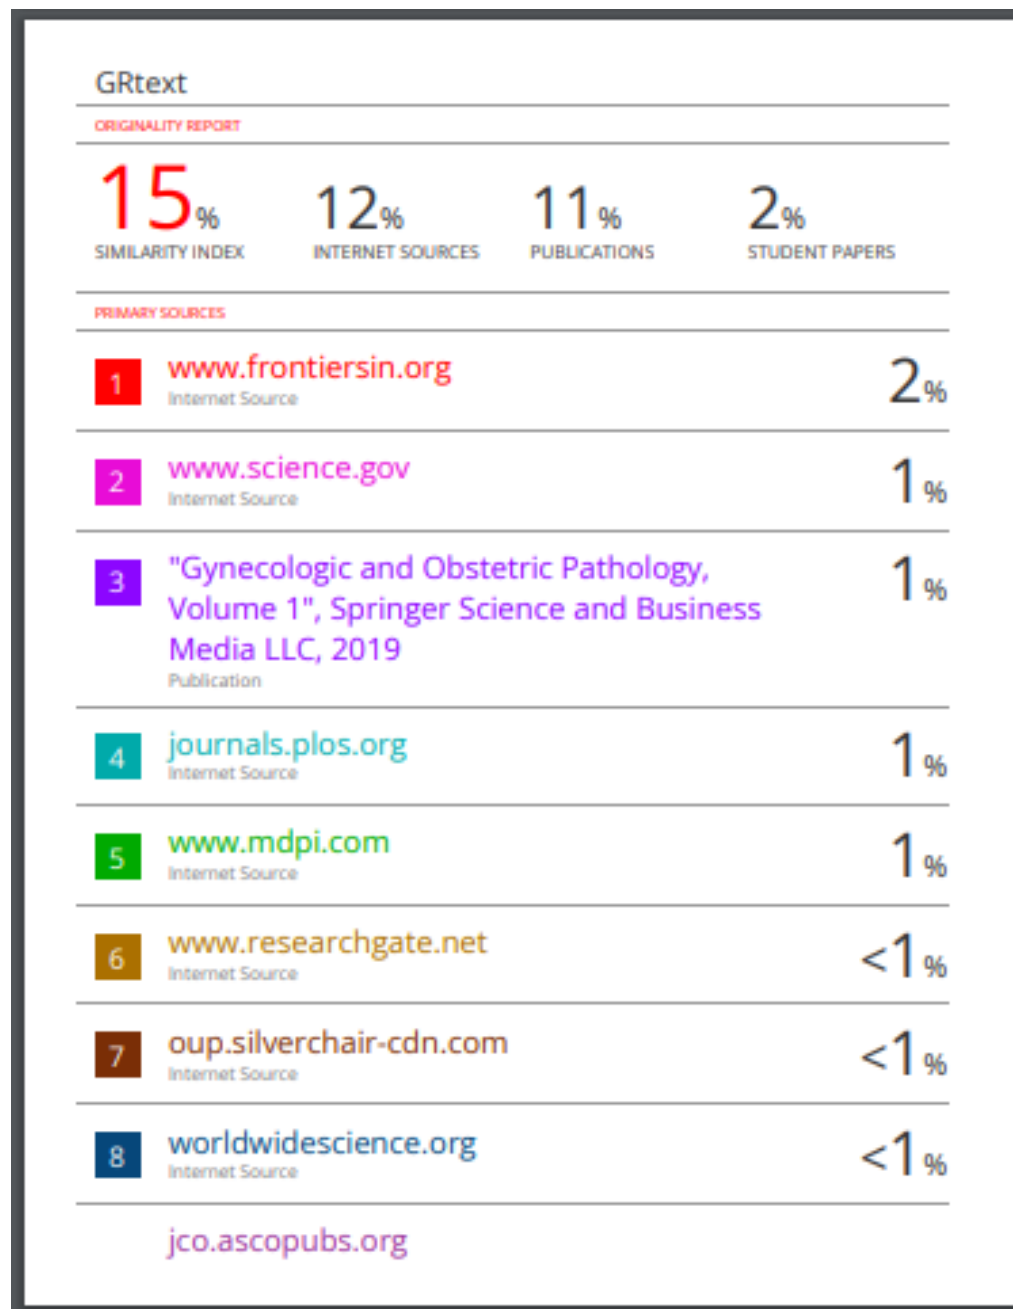 GRtext
ORIGINALITY REPORT
15% 12% 11% 2%
SIMILARITY INDEX INTERNET SOURCES PUBLICATIONS STUDENT PAPERS
PRIMARY SOURCES
1 www.frontiersin.org 2%
Internet Source
2 www.science.gov 1%
Internet Source
3 "Gynecologic and Obstetric Pathology, 1%
Volume 1", Springer Science and Business
Media LLC, 2019
Publication
4 journals.plos.org 1%
Internet Source
5 www.mdpi.com 1%
Internet Source
6 www.researchgate.net <1%
Internet Source
7 oup.silverchair-cdn.com <1%
Internet Source
8 worldwidescience.org <1%
Internet Source
jco.ascopubs.org